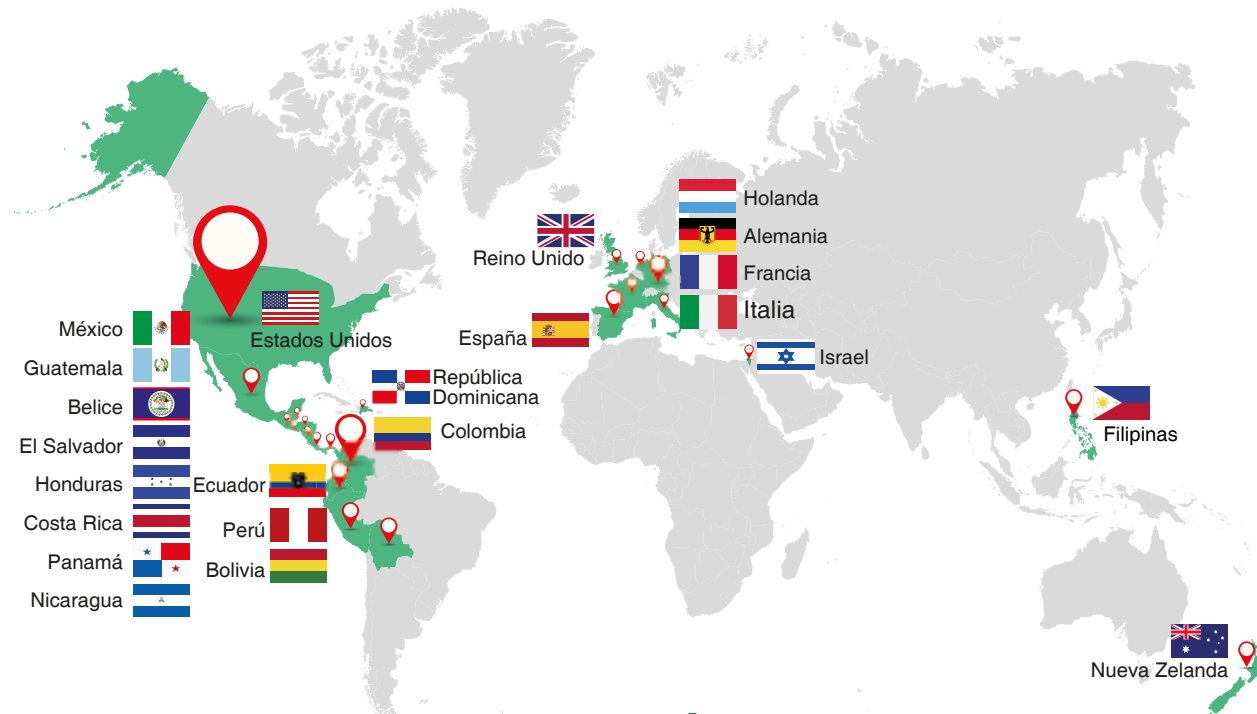 Holanda
Alemania
Francia
Italia
Reino Unido
España
Israel
Estados Unidos
México
Guatemala
Belice
El Salvador
Honduras
Costa Rica
Panamá
Nicaragua
República
Dominicana
Colombia
Ecuador
Perú
Bolivia
Filipinas
Nueva Zelanda